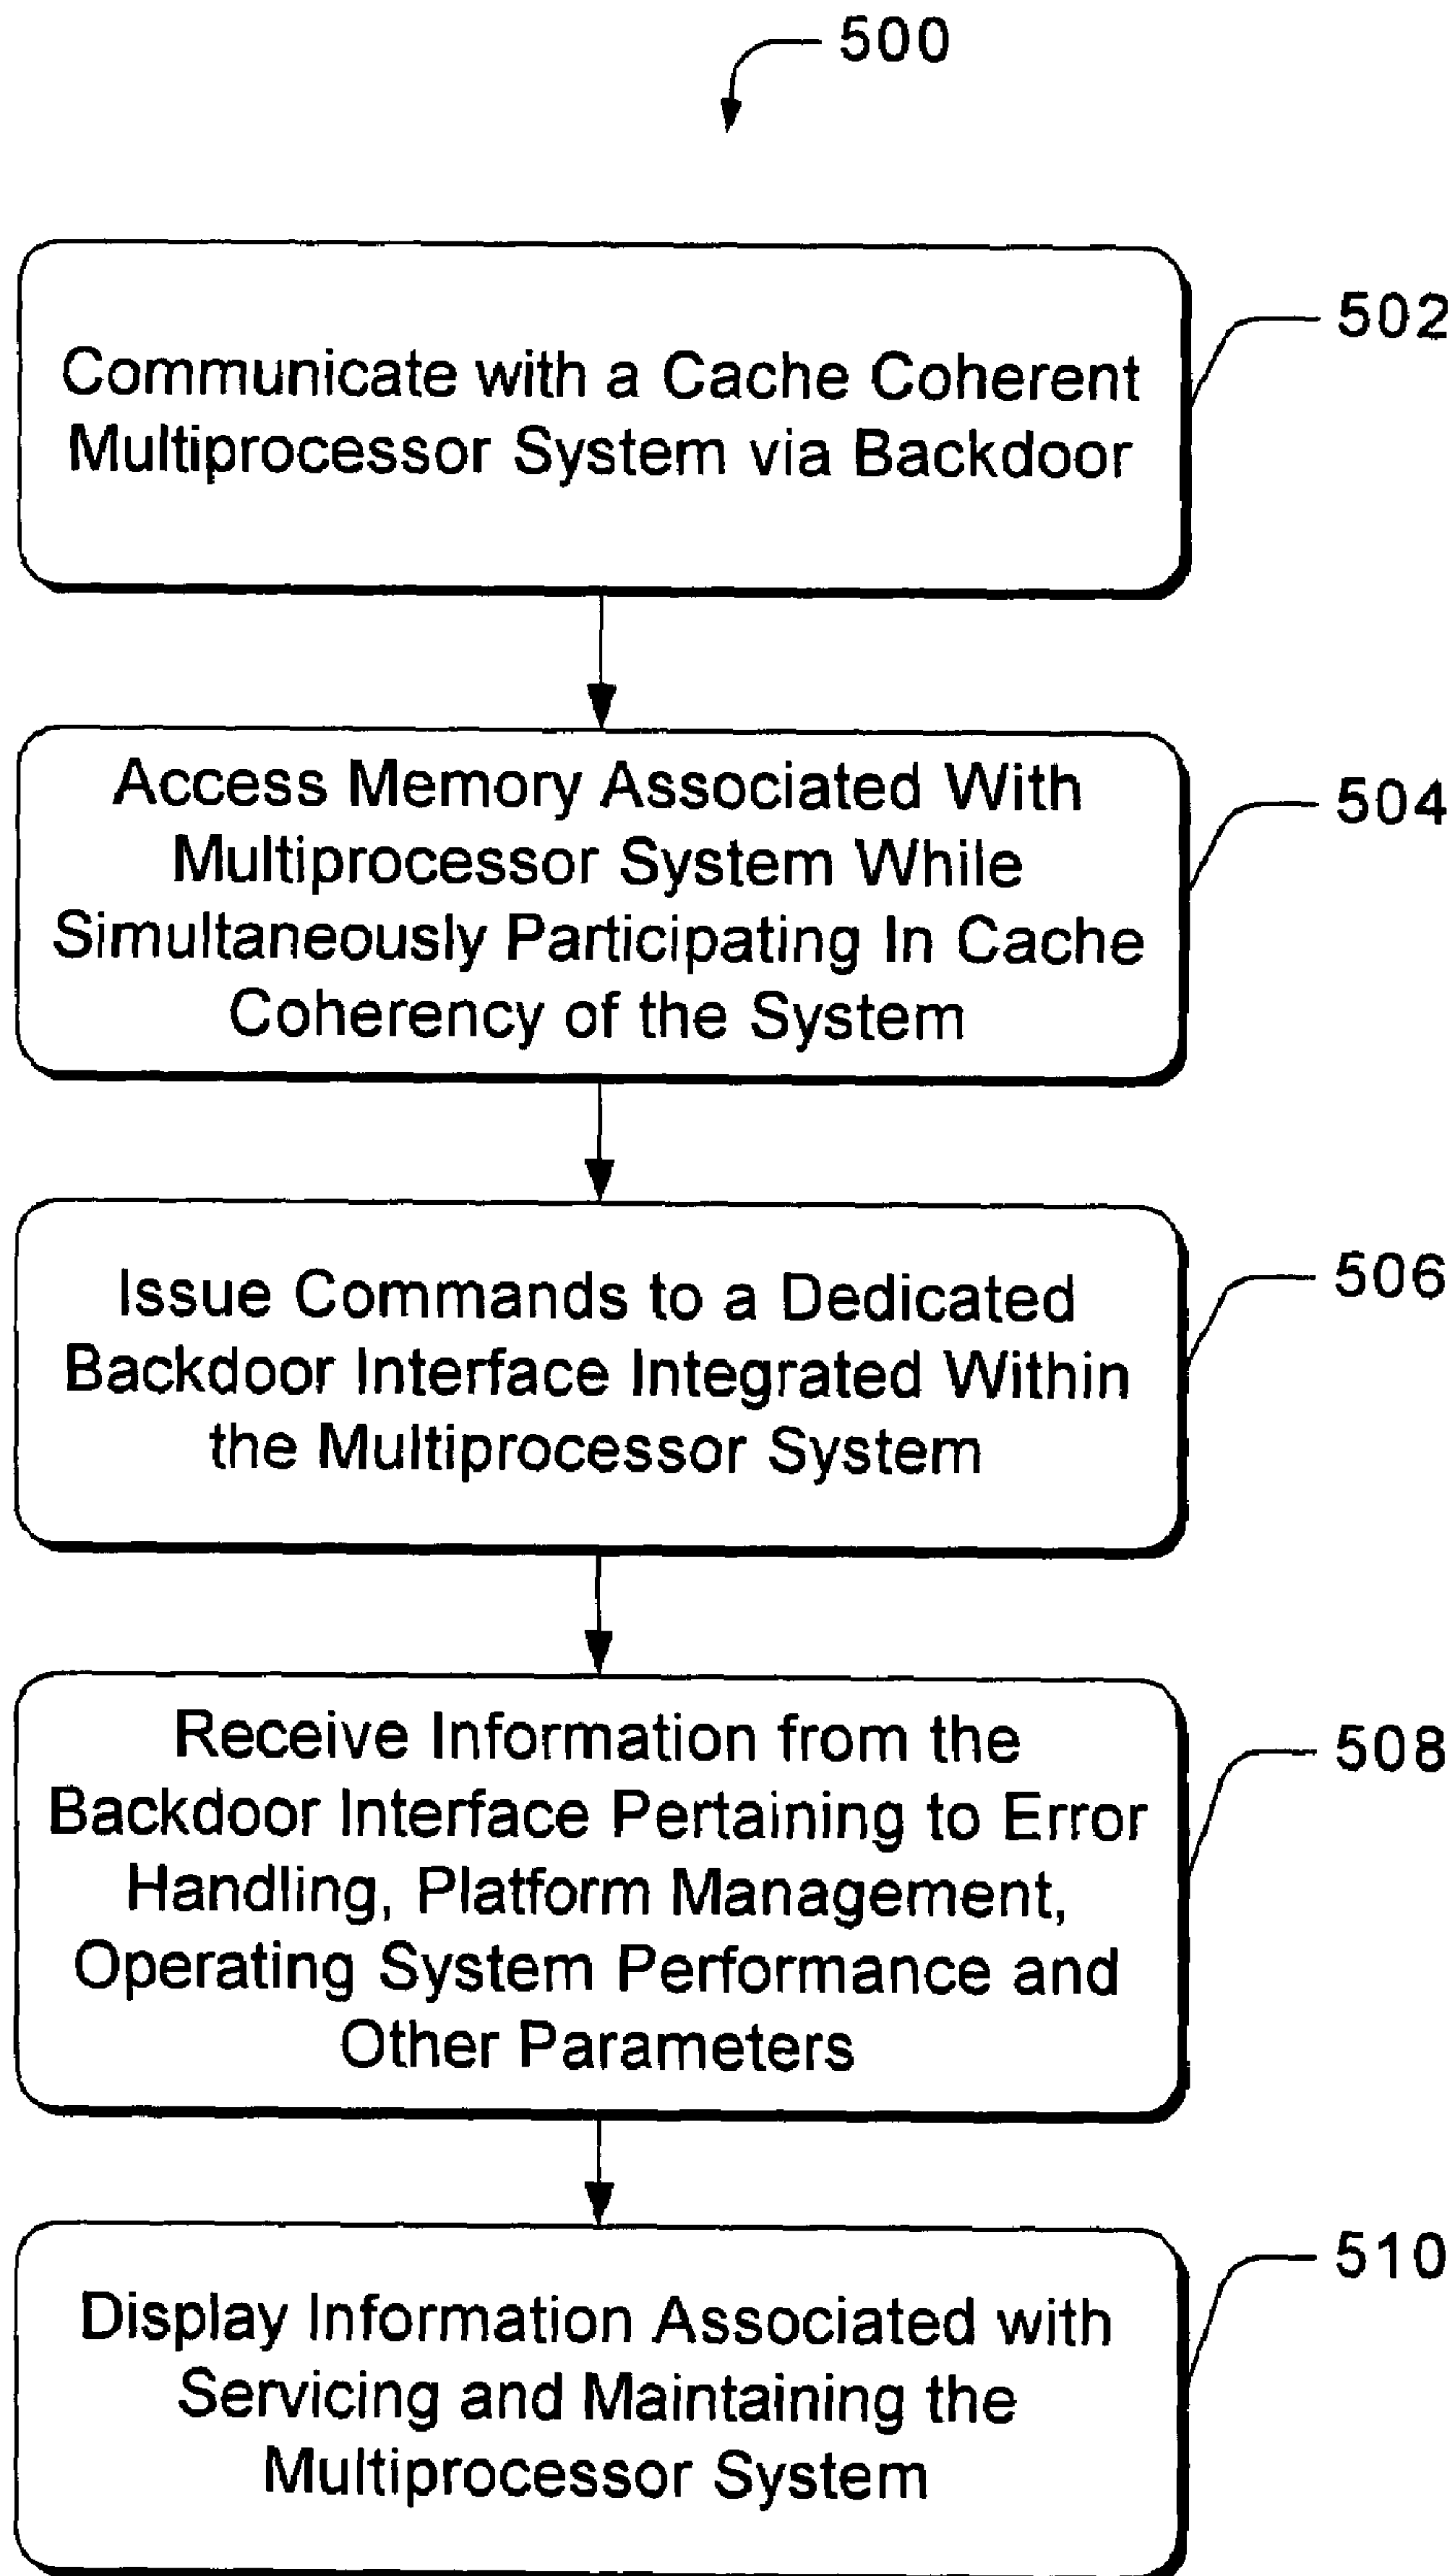 500
Communicate with a Cache Coherent
Multiprocessor System via Backdoor
502
Access Memory Associated With
Multiprocessor System While
Simultaneously Participating In Cache
Coherency of the System
504
Issue Commands to a Dedicated
Backdoor Interface Integrated Within
the Multiprocessor System
506
Receive Information from the
Backdoor Interface Pertaining to Error
Handling, Platform Management,
Operating System Performance and
Other Parameters
508
Display Information Associated with
Servicing and Maintaining the
Multiprocessor System
510